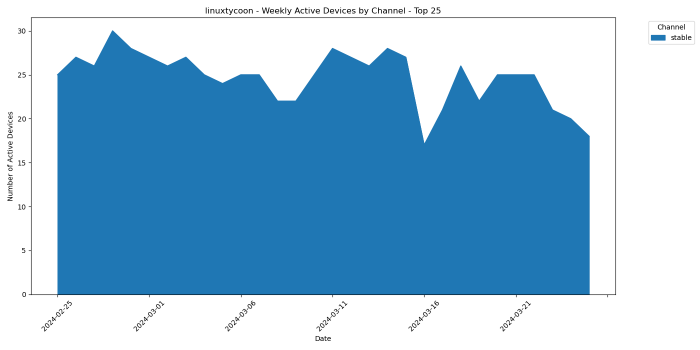 linuxtycoon - Weekly Active Devices by Channel - Top 25
Channel
stable
Number of Active Devices
30
25
20
15
10
5
0
2024-02-25
2024-03-01
2024-03-06
2024-03-11
2024-03-16
2024-03-21
Date